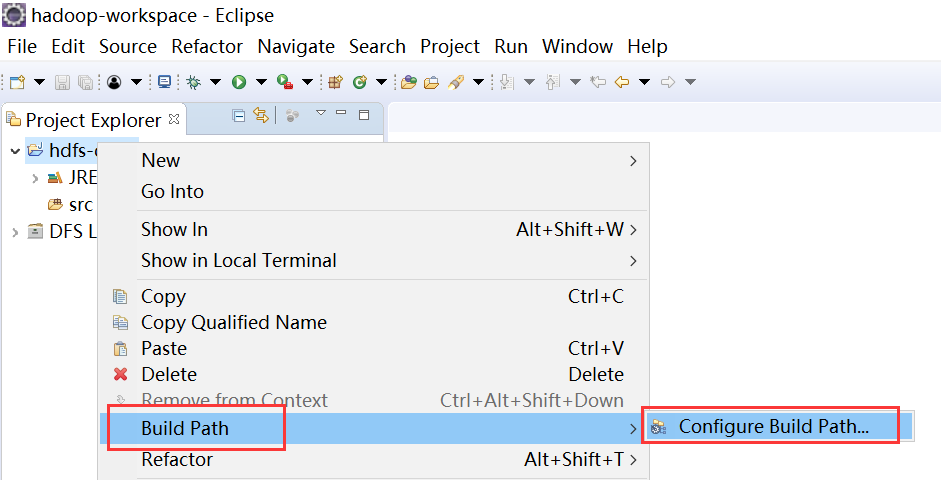 hadoop-workspace - Eclipse
File Edit Source Refactor Navigate Search Project Run Window Help
Project Explorer
hdfs-
JRE
src
DFS L
New
Go Into
Show In Alt+Shift+W
Show in Local Terminal
Copy Ctrl+C
Copy Qualified Name
Paste Ctrl+V
Delete Delete
Remove from Context Ctrl+Alt+Shift+Down
Build Path
Configure Build Path...
Refactor Alt+Shift+T